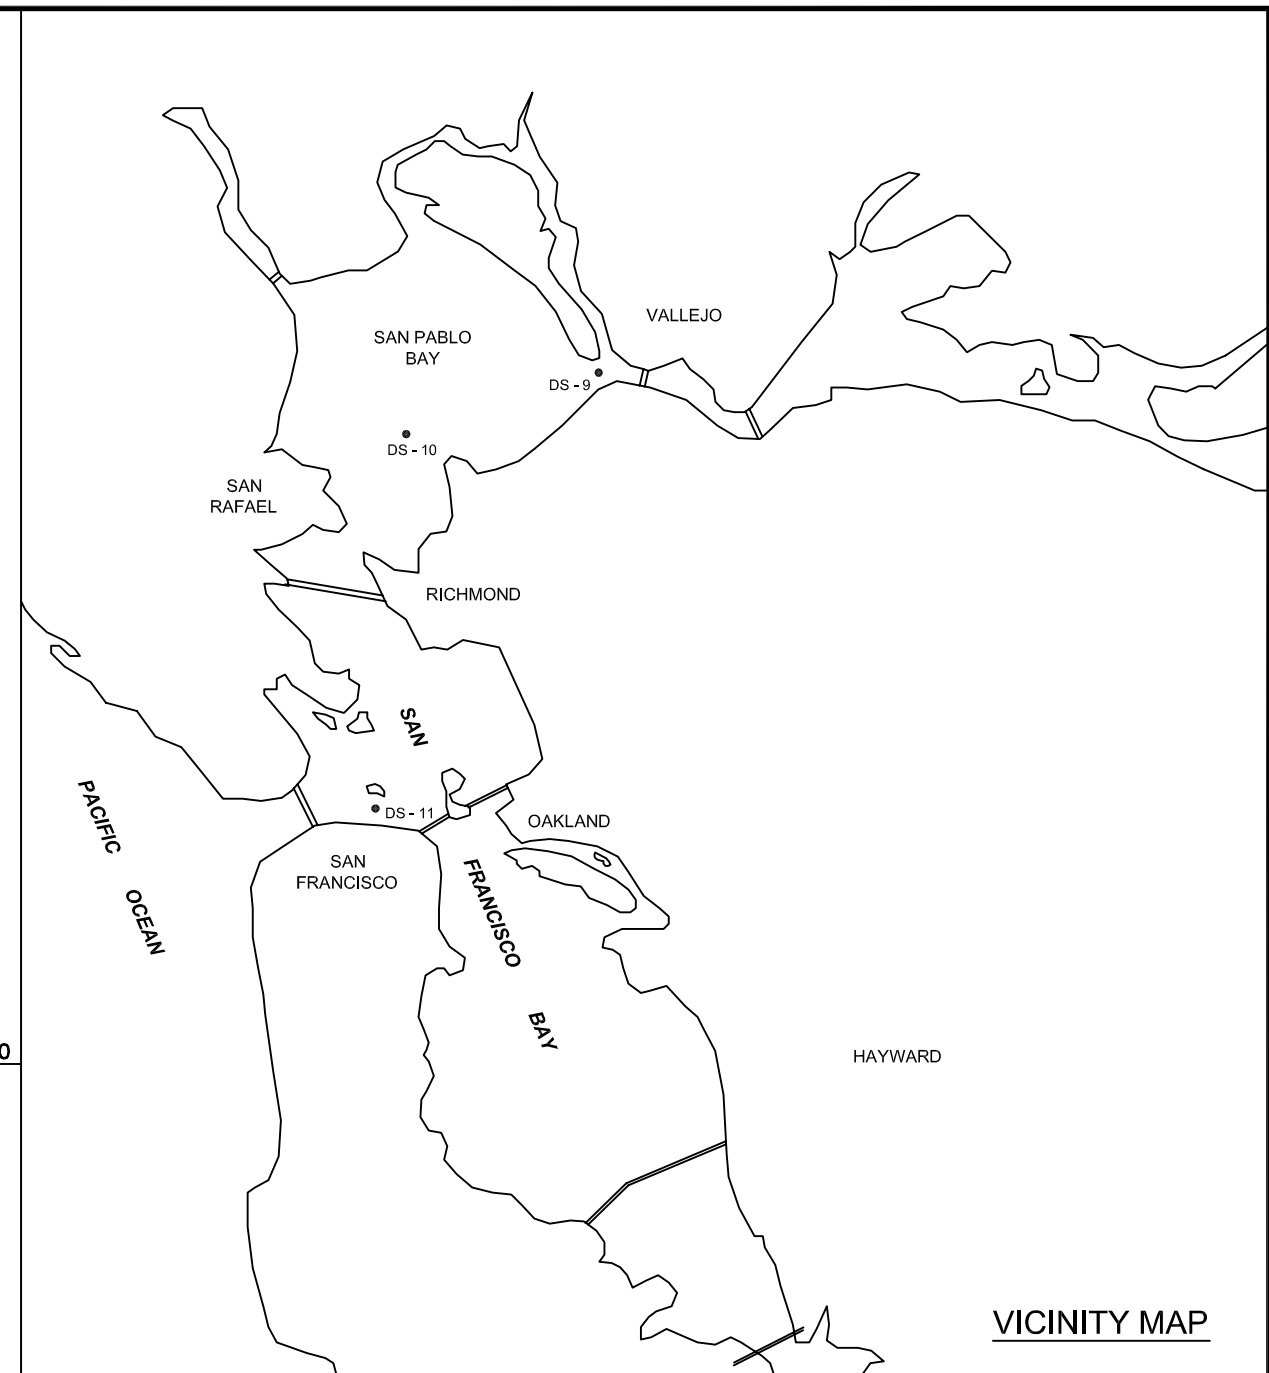 VALLEJO
SAN PABLO
BAY
DS - 9
DS - 10
SAN
RAFAEL
RICHMOND
SAN
FRANCISCO
BAY
PACIFIC
OCEAN
DS - 11
OAKLAND
SAN
FRANCISCO
0
HAYWARD
VICINITY MAP